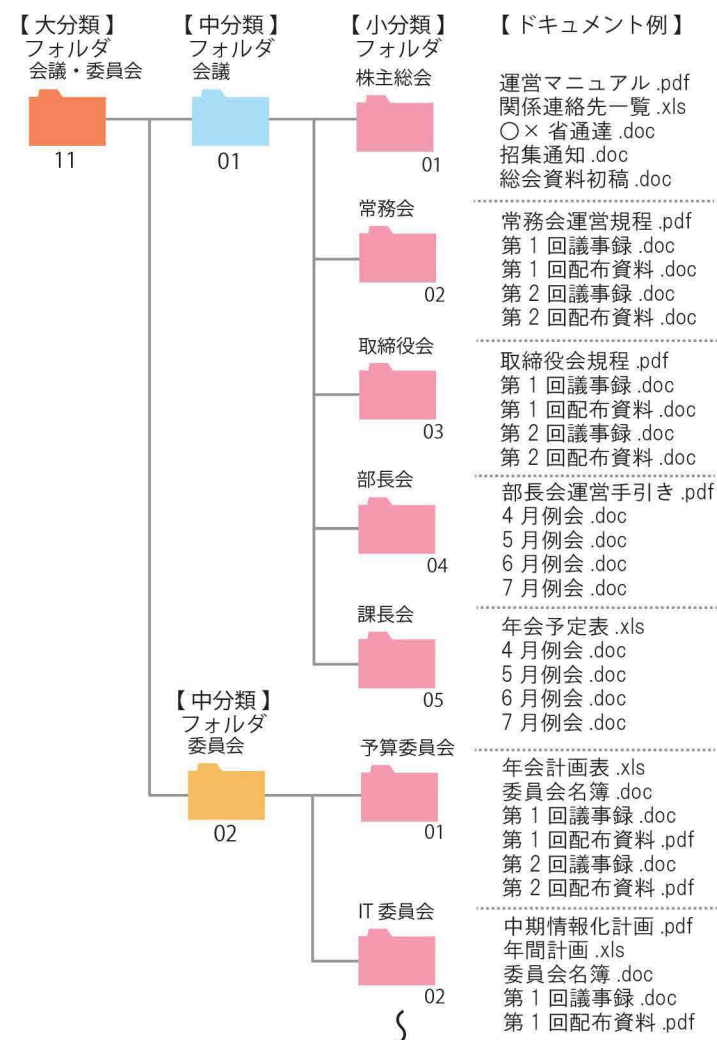 【大分類】
フォルダ
会議・委員会
11
【中分類】
フォルダ
会議
01
【小分類】
フォルダ
株主総会
01
【ドキュメント例】
運営マニュアル.pdf
関係連絡先一覧.xls
○×省通達.doc
招集通知.doc
総会資料初稿.doc
常務会
02
常務会運営規程.pdf
第1回議事録.doc
第1回配布資料.doc
第2回議事録.doc
第2回配布資料.doc
取締役会
03
取締役会規程.pdf
第1回議事録.doc
第1回配布資料.doc
第2回議事録.doc
第2回配布資料.doc
部長会
04
部長会運営手引き.pdf
4月例会.doc
5月例会.doc
6月例会.doc
7月例会.doc
課長会
05
年会予定表.xls
4月例会.doc
5月例会.doc
6月例会.doc
7月例会.doc
【中分類】
フォルダ
委員会
02
予算委員会
01
年会計画表.xls
委員会名簿.doc
第1回議事録.doc
第1回配布資料.pdf
第2回議事録.doc
第2回配布資料.pdf
IT委員会
02
中期情報化計画.pdf
年間計画.xls
委員会名簿.doc
第1回議事録.doc
第1回配布資料.pdf